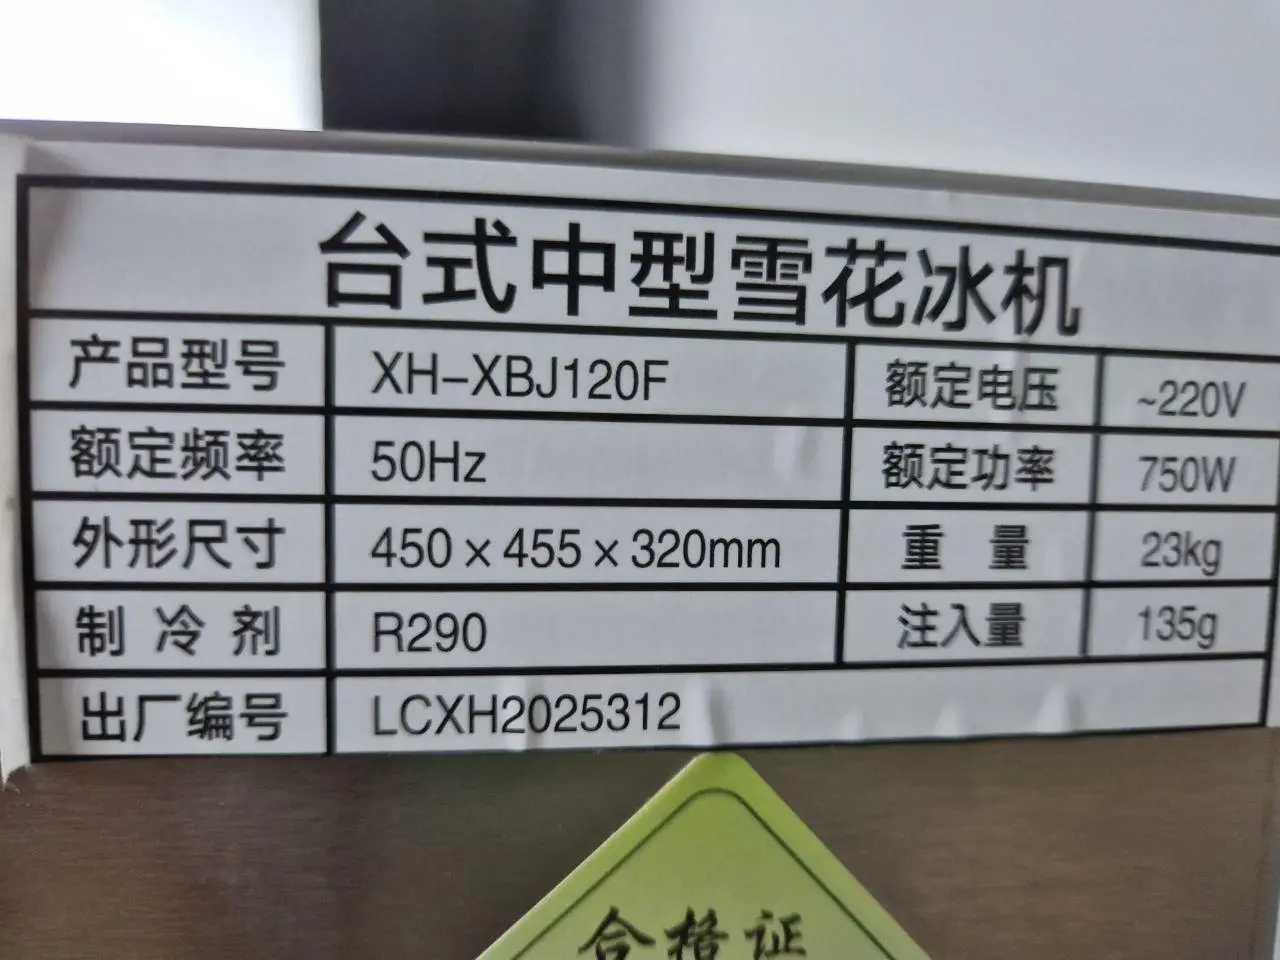 台式中型雪花冰机
产品型号 XH-XBJ120F 额定电压 ~220V
额定频率 50Hz 额定功率 750W
外形尺寸 450×455×320mm 重 量 23kg
制 冷 剂 R290 注入量 135g
出厂编号 LCXH2025312
合格证